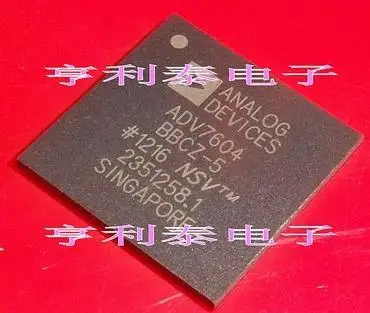 亨利泰电子
ANALOG
DEVICES
ADV7604
BBCZ-5
#1216 NSV™
2351258.1
SINGAPORE
亨利泰电子